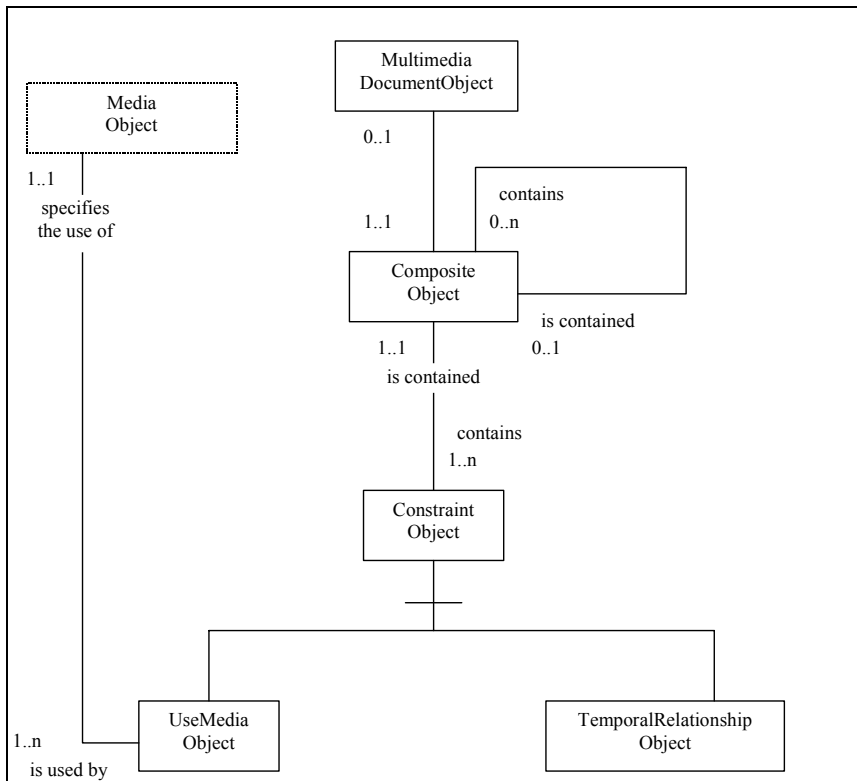 Multimedia
DocumentObject
Media
Object
0..1
1..1
specifies
the use of
contains
1..1
0..n
Composite
Object
is contained
1..1
0..1
is contained
contains
1..n
Constraint
Object
UseMedia
Object
TemporalRelationship
Object
1..n
is used by